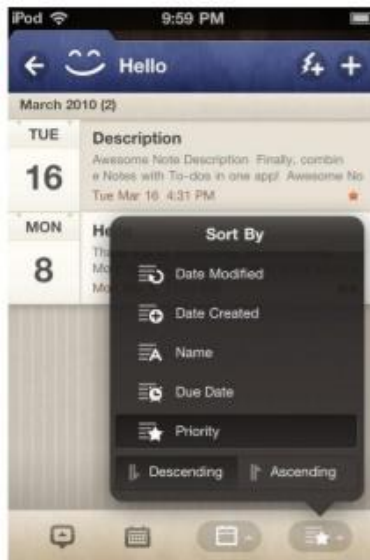 iPod 9:59 PM
Hello
March 2010 (2)
TUE
16
Description
Awesome Note Description. Finally, combin
e Notes with To-dos in one app! Awesome No
Tue Mar 16 4:31 PM
MON
8
Sort By
Date Modified
Date Created
Name
Due Date
Priority
Descending Ascending